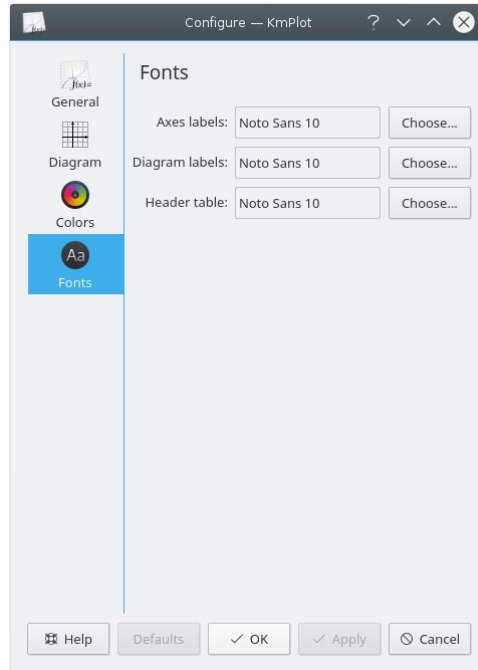 Configure — KmPlot
f(x)=
General
Diagram
Colors
Aa
Fonts
Fonts
Axes labels: Noto Sans 10 Choose...
Diagram labels: Noto Sans 10 Choose...
Header table: Noto Sans 10 Choose...
Help Defaults OK Apply Cancel